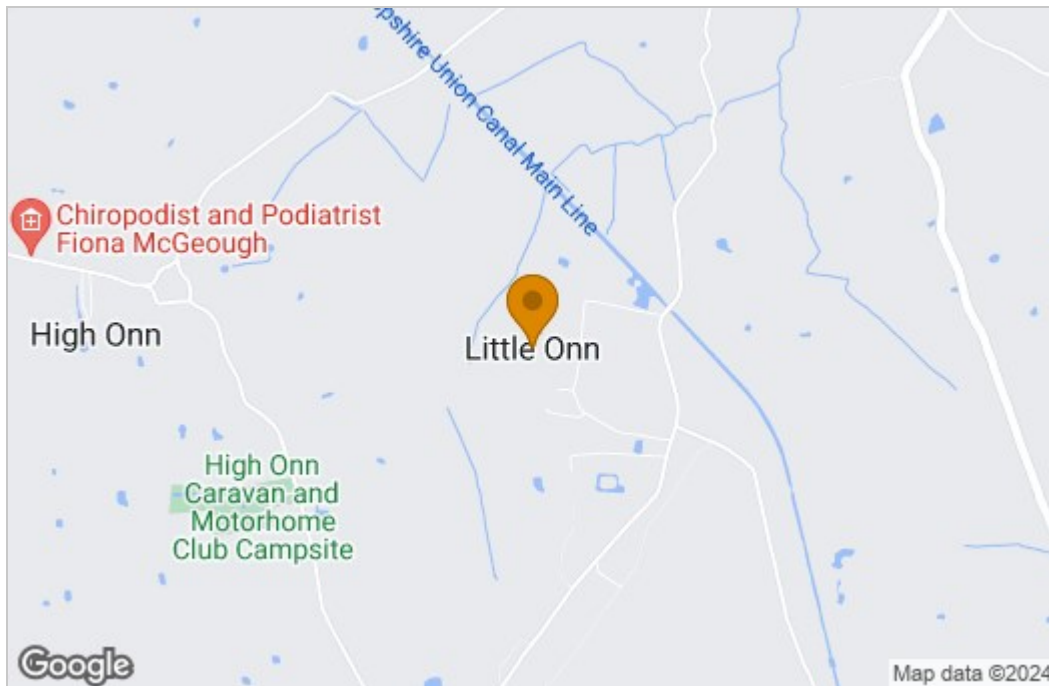 pshire Union Canal Main Line
Chiropodist and Podiatrist
Fiona McGeough
High Onn
Little Onn
High Onn
Caravan and
Motorhome
Club Campsite
Google
Map data ©2024